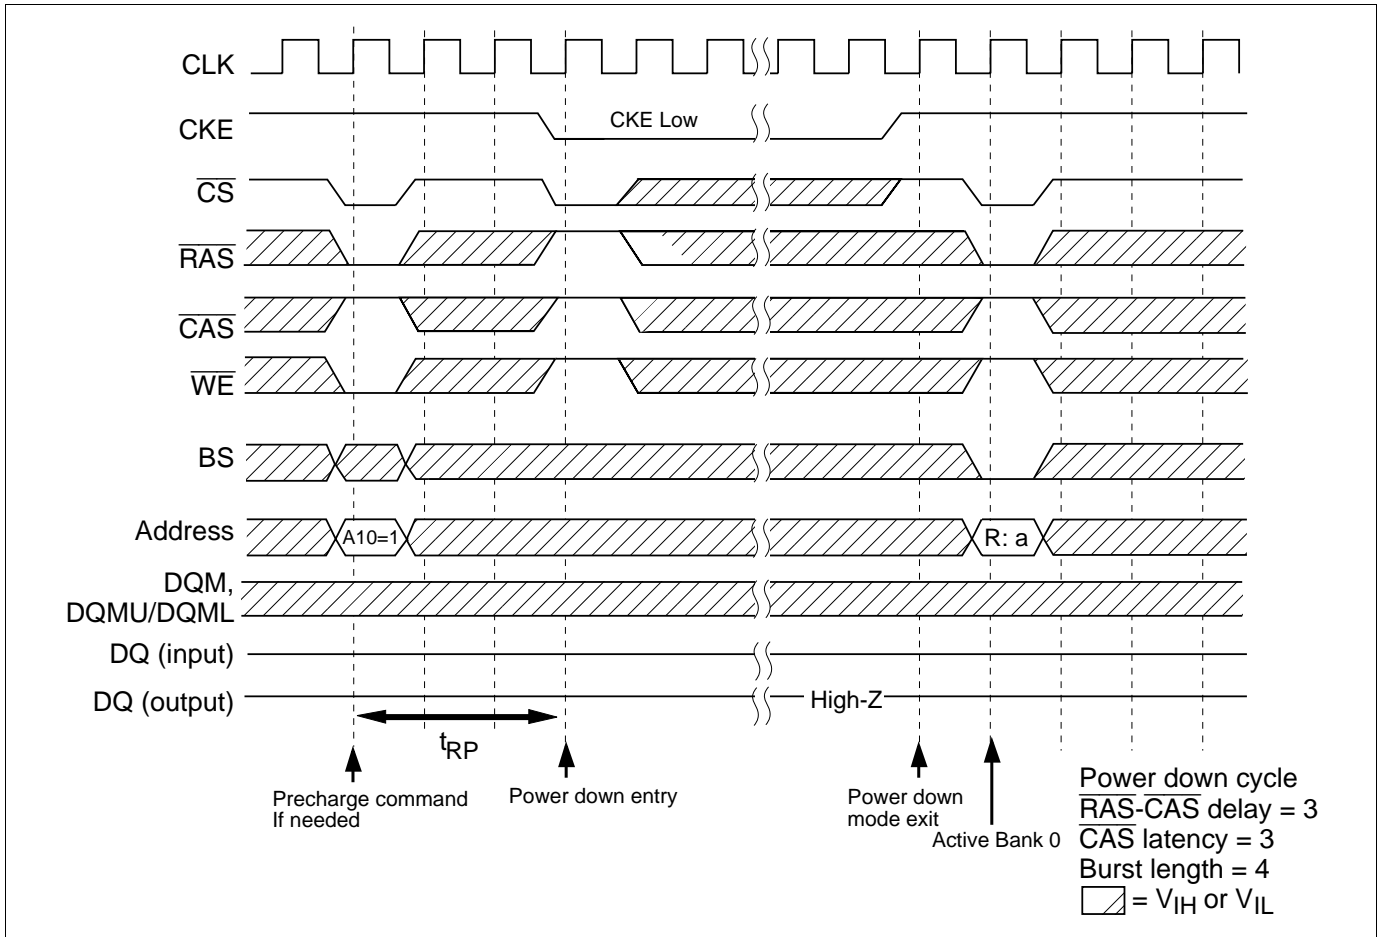 CLK
CKE
CKE Low
CS
RAS
CAS
WE
BS
Address
A10=1
R: a
DQM,
DQMU/DQML
DQ (input)
DQ (output)
High-Z
tRP
Precharge command
If needed
Power down entry
Power down
mode exit
Active Bank 0
Power down cycle
RAS-CAS delay = 3
CAS latency = 3
Burst length = 4
= VIH or VIL